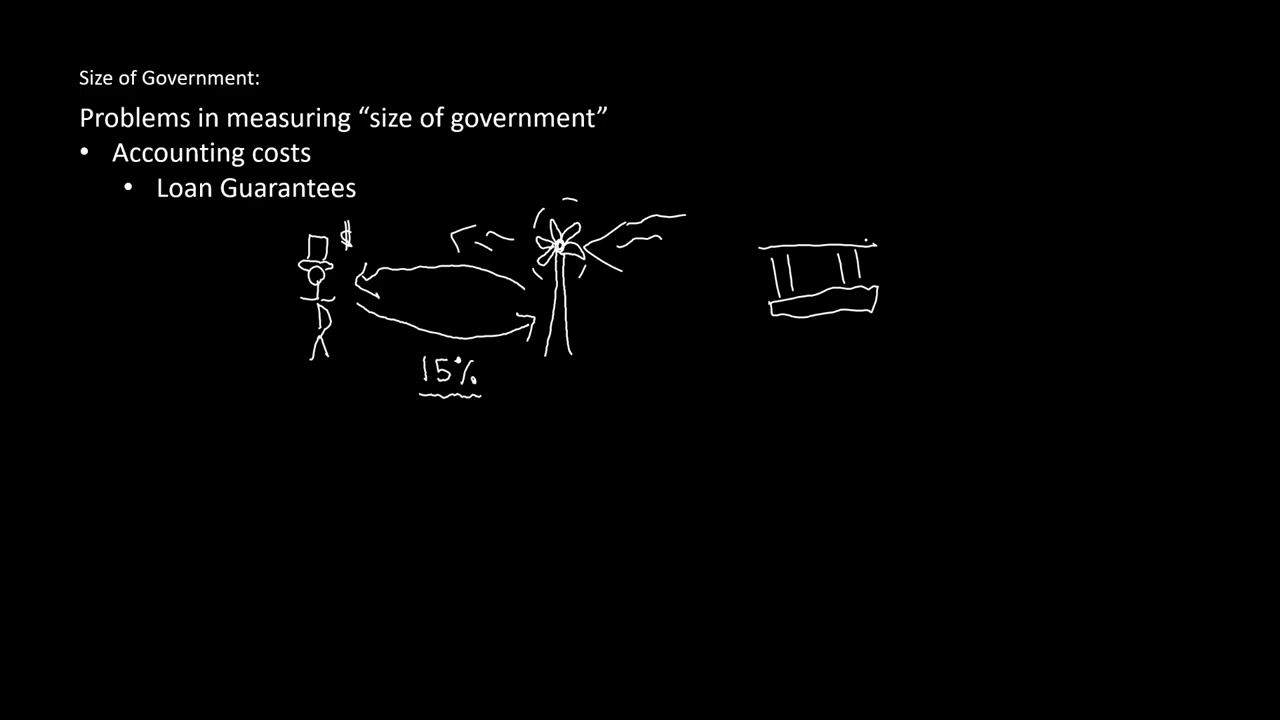 Size of Government:
Problems in measuring “size of government”
• Accounting costs
• Loan Guarantees
$
15%